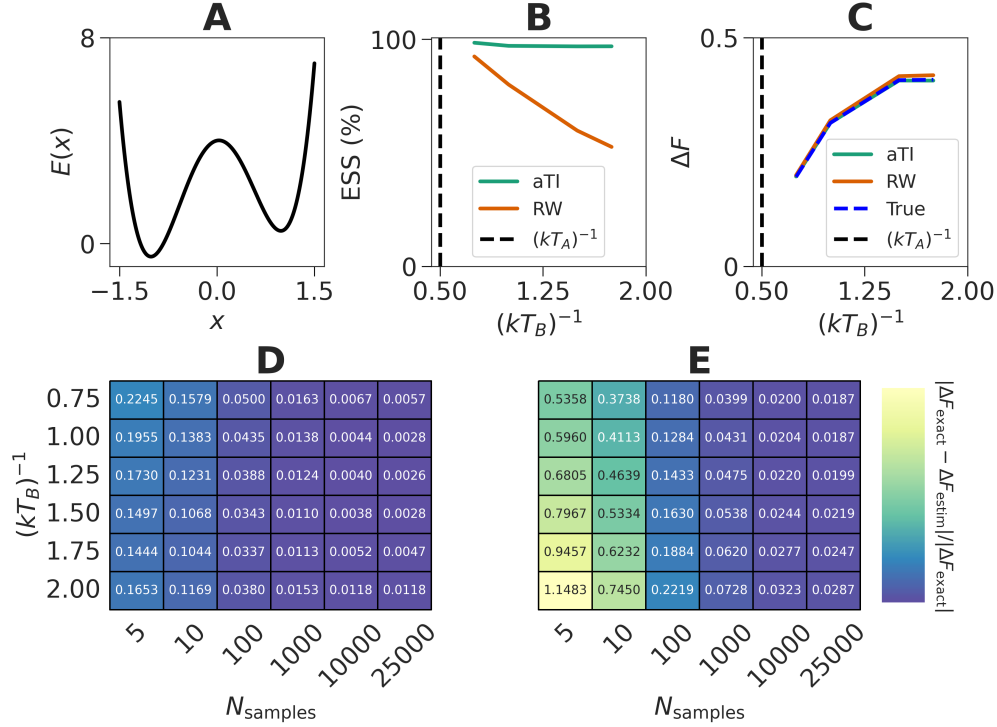 A
8
0
E(x)
−1.5
0.0
1.5
x
B
100
0
ESS (%)
aTI
RW
(kT_A)⁻¹
0.50
1.25
2.00
(kT_B)⁻¹
C
0.5
0
ΔF
aTI
RW
True
(kT_A)⁻¹
0.50
1.25
2.00
(kT_B)⁻¹
D
(kT_B)⁻¹
0.75 0.2245 0.1579 0.0500 0.0163 0.0067 0.0057
1.00 0.1955 0.1383 0.0435 0.0138 0.0044 0.0028
1.25 0.1730 0.1231 0.0388 0.0124 0.0040 0.0026
1.50 0.1497 0.1068 0.0343 0.0110 0.0038 0.0028
1.75 0.1444 0.1044 0.0337 0.0113 0.0052 0.0047
2.00 0.1653 0.1169 0.0380 0.0153 0.0118 0.0118
5 10 100 1000 10000 25000
N_samples
E
0.5358 0.3738 0.1180 0.0399 0.0200 0.0187
0.5960 0.4113 0.1284 0.0431 0.0204 0.0187
0.6805 0.4639 0.1433 0.0475 0.0220 0.0199
0.7967 0.5334 0.1630 0.0538 0.0244 0.0219
0.9457 0.6232 0.1884 0.0620 0.0277 0.0247
1.1483 0.7450 0.2219 0.0728 0.0323 0.0287
5 10 100 1000 10000 25000
N_samples
|ΔF_exact − ΔF_estim|/|ΔF_exact|